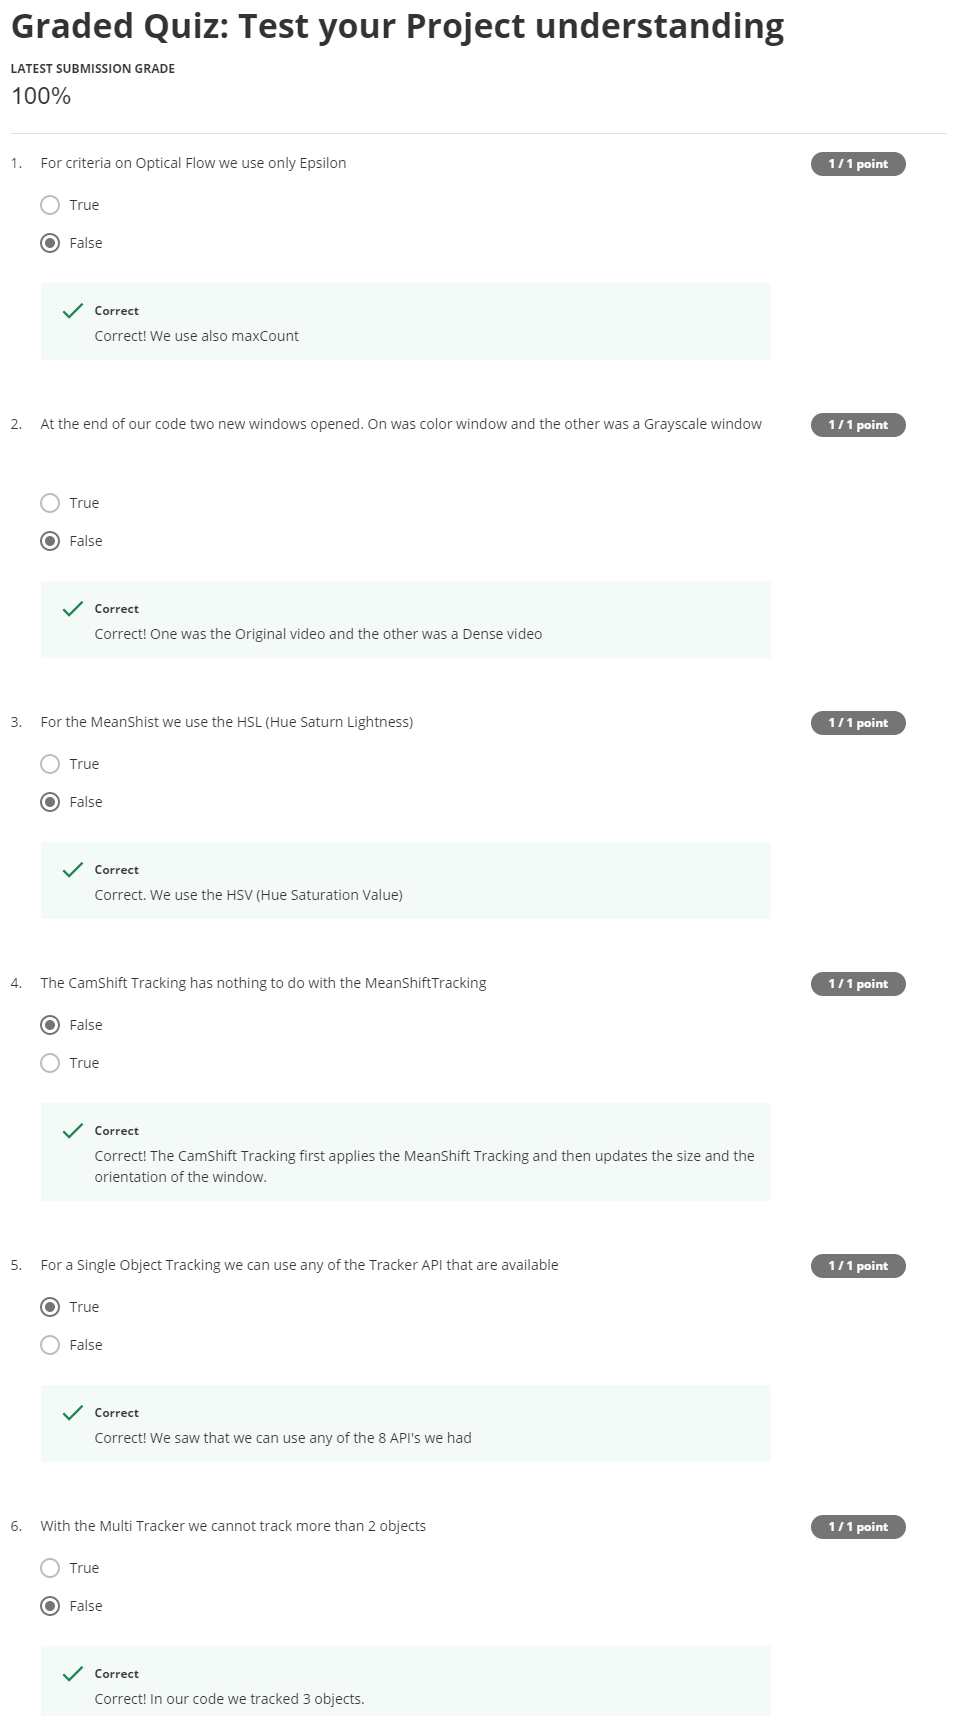 Graded Quiz: Test your Project understanding
LATEST SUBMISSION GRADE
100%
1. For criteria on Optical Flow we use only Epsilon
1 / 1 point
True
False
Correct
Correct! We use also maxCount
2. At the end of our code two new windows opened. On was color window and the other was a Grayscale window
1 / 1 point
True
False
Correct
Correct! One was the Original video and the other was a Dense video
3. For the MeanShist we use the HSL (Hue Saturn Lightness)
1 / 1 point
True
False
Correct
Correct. We use the HSV (Hue Saturation Value)
4. The CamShift Tracking has nothing to do with the MeanShiftTracking
1 / 1 point
False
True
Correct
Correct! The CamShift Tracking first applies the MeanShift Tracking and then updates the size and the
orientation of the window.
5. For a Single Object Tracking we can use any of the Tracker API that are available
1 / 1 point
True
False
Correct
Correct! We saw that we can use any of the 8 API's we had
6. With the Multi Tracker we cannot track more than 2 objects
1 / 1 point
True
False
Correct
Correct! In our code we tracked 3 objects.